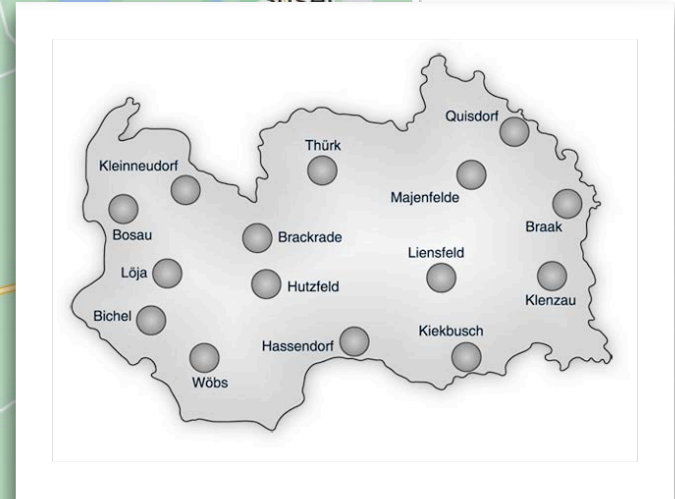 Quisdorf
Thürk
Kleinneudorf
Majenfelde
Braak
Bosau
Brackrade
Liensfeld
Löja
Hutzfeld
Klenzau
Bichel
Kiekbusch
Hassendorf
Wöbs